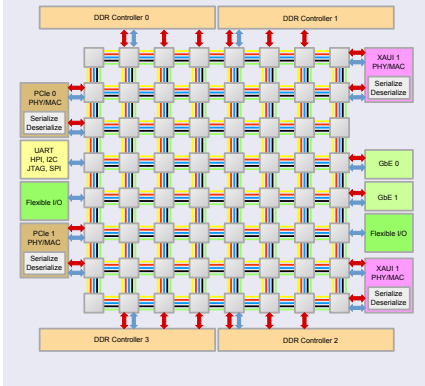 DDR Controller 0
DDR Controller 1
XAUI 1
PHY/MAC
Serialize
Deserialize
PCIe 0
PHY/MAC
Serialize
Deserialize
UART
HPI, I2C
JTAG, SPI
GbE 0
Flexible I/O
GbE 1
PCIe 1
PHY/MAC
Serialize
Deserialize
Flexible I/O
XAUI 1
PHY/MAC
Serialize
Deserialize
DDR Controller 3
DDR Controller 2